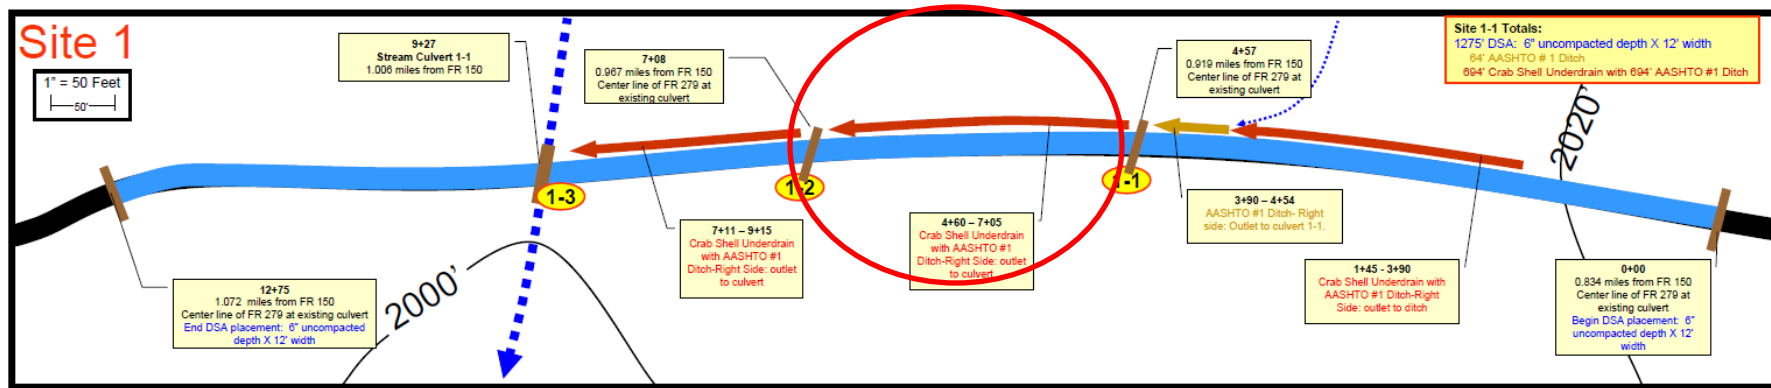 Site 1
1" = 50 Feet
50'
9+27
Stream Culvert 1-1
1.006 miles from FR 150
7+08
0.967 miles from FR 150
Center line of FR 279 at
existing culvert
4+57
0.919 miles from FR 150
Center line of FR 279 at
existing culvert
Site 1-1 Totals:
1275' DSA: 6" uncompacted depth X 12' width
64' AASHTO # 1 Ditch
694' Crab Shell Underdrain with 694' AASHTO #1 Ditch
2020'
1-3
1-2
1-1
7+11 – 9+15
Crab Shell Underdrain
with AASHTO #1
Ditch-Right Side: outlet
to culvert
4+60 – 7+05
Crab Shell Underdrain
with AASHTO #1
Ditch-Right Side: outlet
to culvert
3+90 – 4+54
AASHTO #1 Ditch- Right
side: Outlet to culvert 1-1.
1+45 - 3+90
Crab Shell Underdrain with
AASHTO #1 Ditch-Right
Side: outlet to ditch
0+00
0.834 miles from FR 150
Center line of FR 279 at
existing culvert
Begin DSA placement: 6"
uncompacted depth X 12'
width
12+75
1.072 miles from FR 150
Center line of FR 279 at existing culvert
End DSA placement: 6" uncompacted
depth X 12' width
2000'